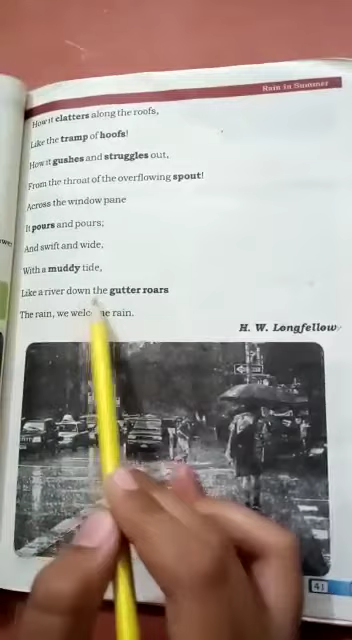 Rain in Summer
How it clatters along the roofs,
Like the tramp of hoofs!
How it gushes and struggles out,
From the throat of the overflowing spout!
Across the window pane
It pours and pours;
And swift and wide,
With a muddy tide,
Like a river down the gutter roars
The rain, we welcome rain.
H. W. Longfellow
41